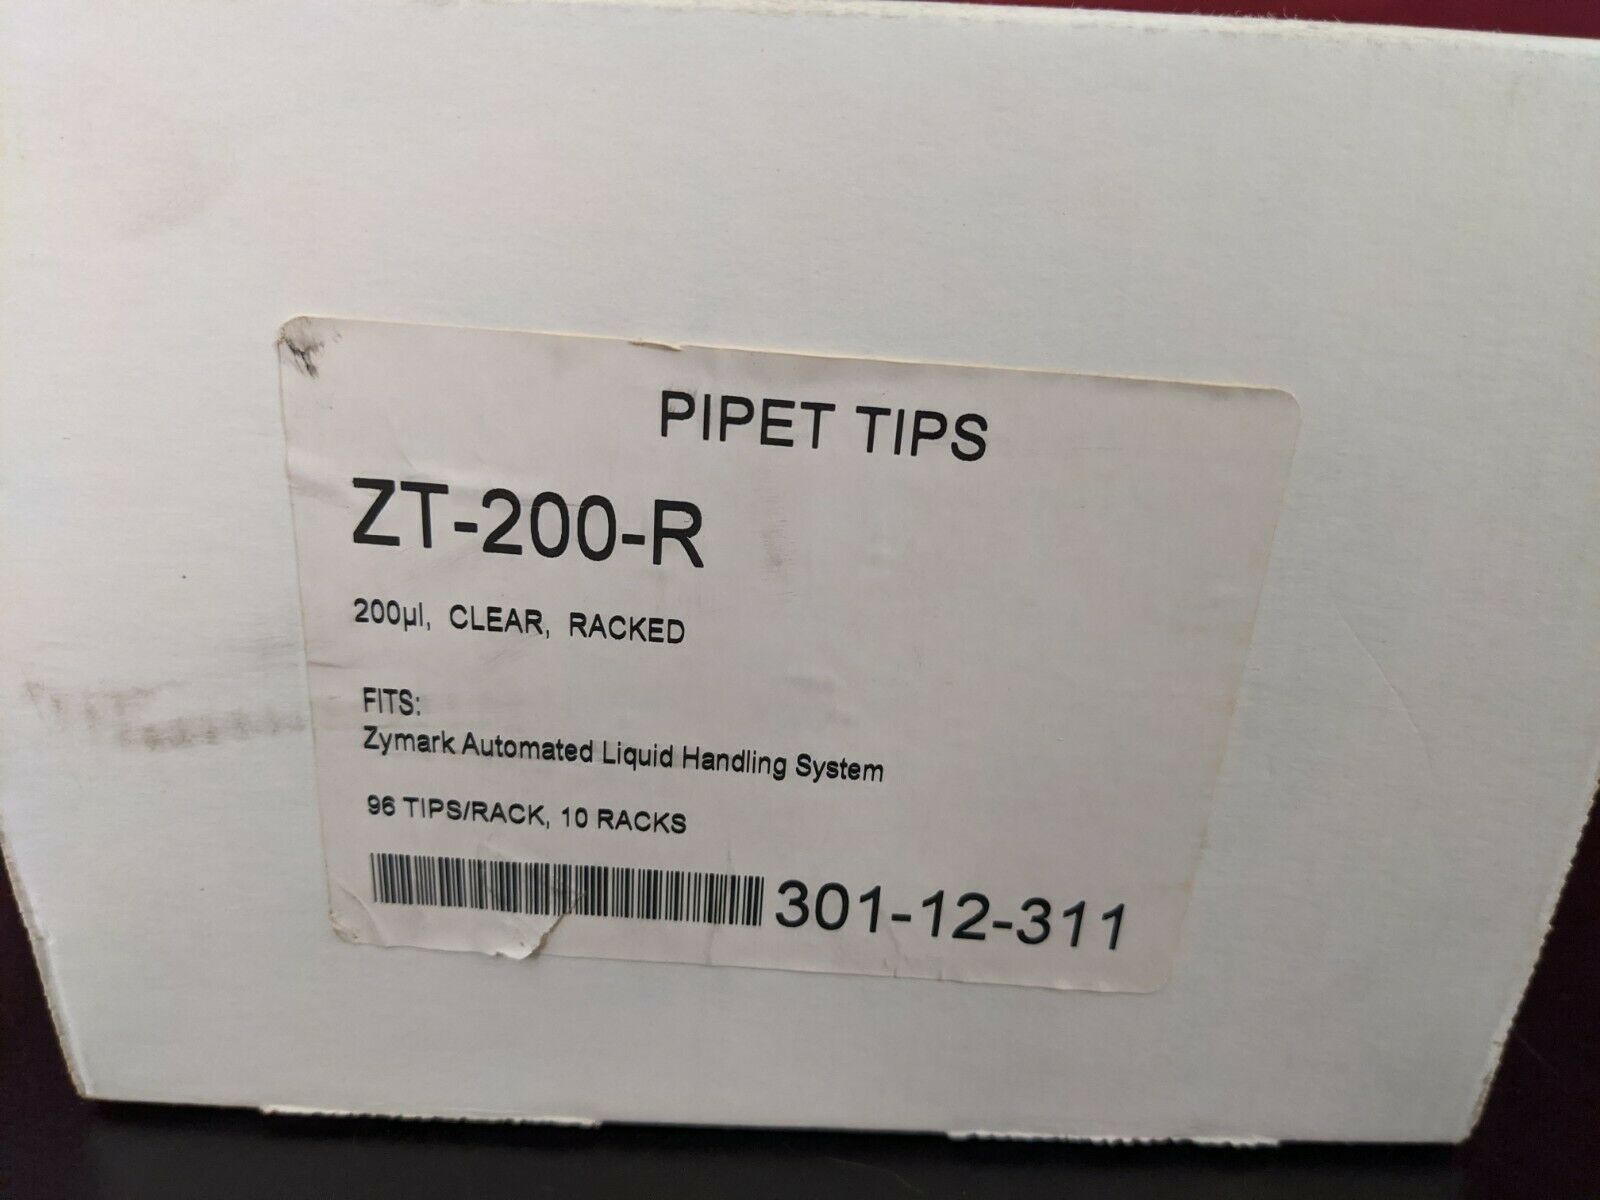 PIPET TIPS
ZT-200-R
200µl, CLEAR, RACKED
FITS:
Zymark Automated Liquid Handling System
96 TIPS/RACK, 10 RACKS
301-12-311